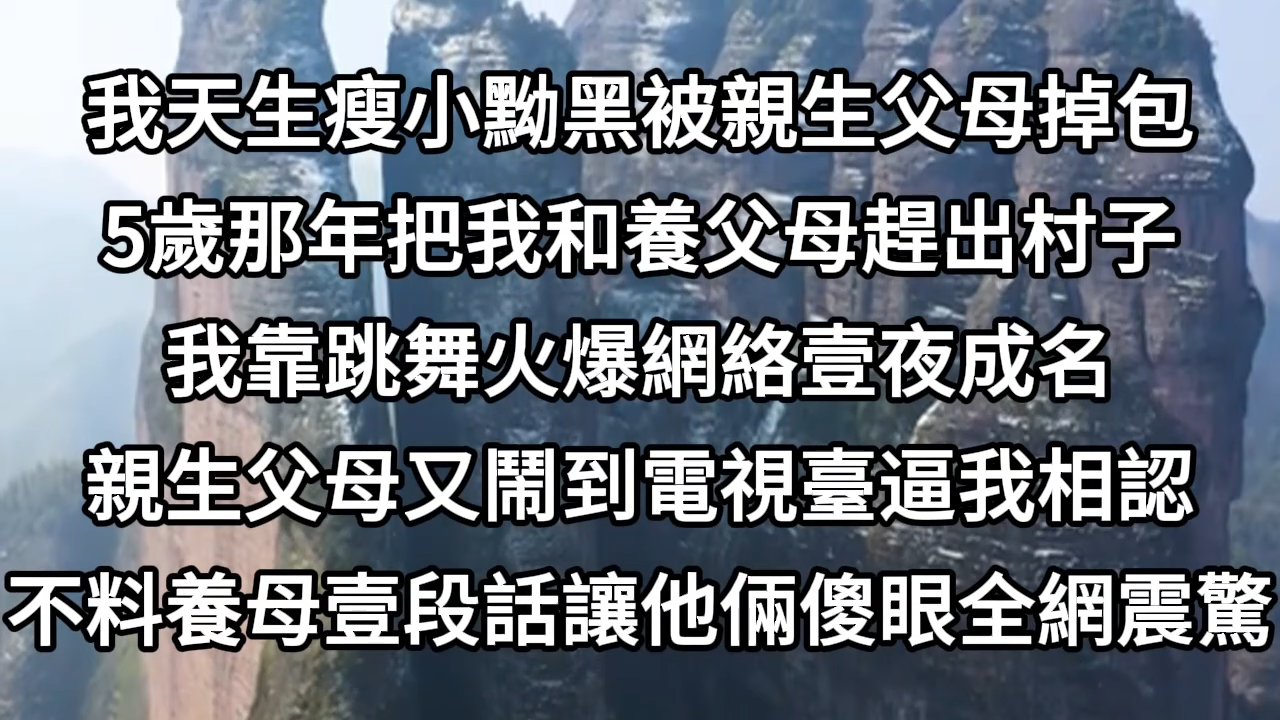 我天生瘦小黝黑被親生父母掉包
5歲那年把我和養父母趕出村子
我靠跳舞火爆網絡壹夜成名
親生父母又鬧到電視臺逼我相認
不料養母壹段話讓他倆傻眼全網震驚